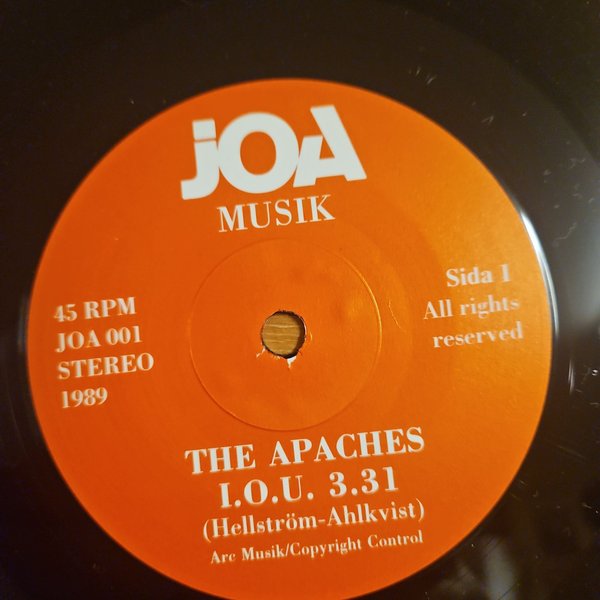 JOA
MUSIK
45 RPM
JOA 001
STEREO
1989
Sida 1
All rights
reserved
THE APACHES
I.O.U. 3.31
(Hellström-Ahlkvist)
Arc Musik/Copyright Control